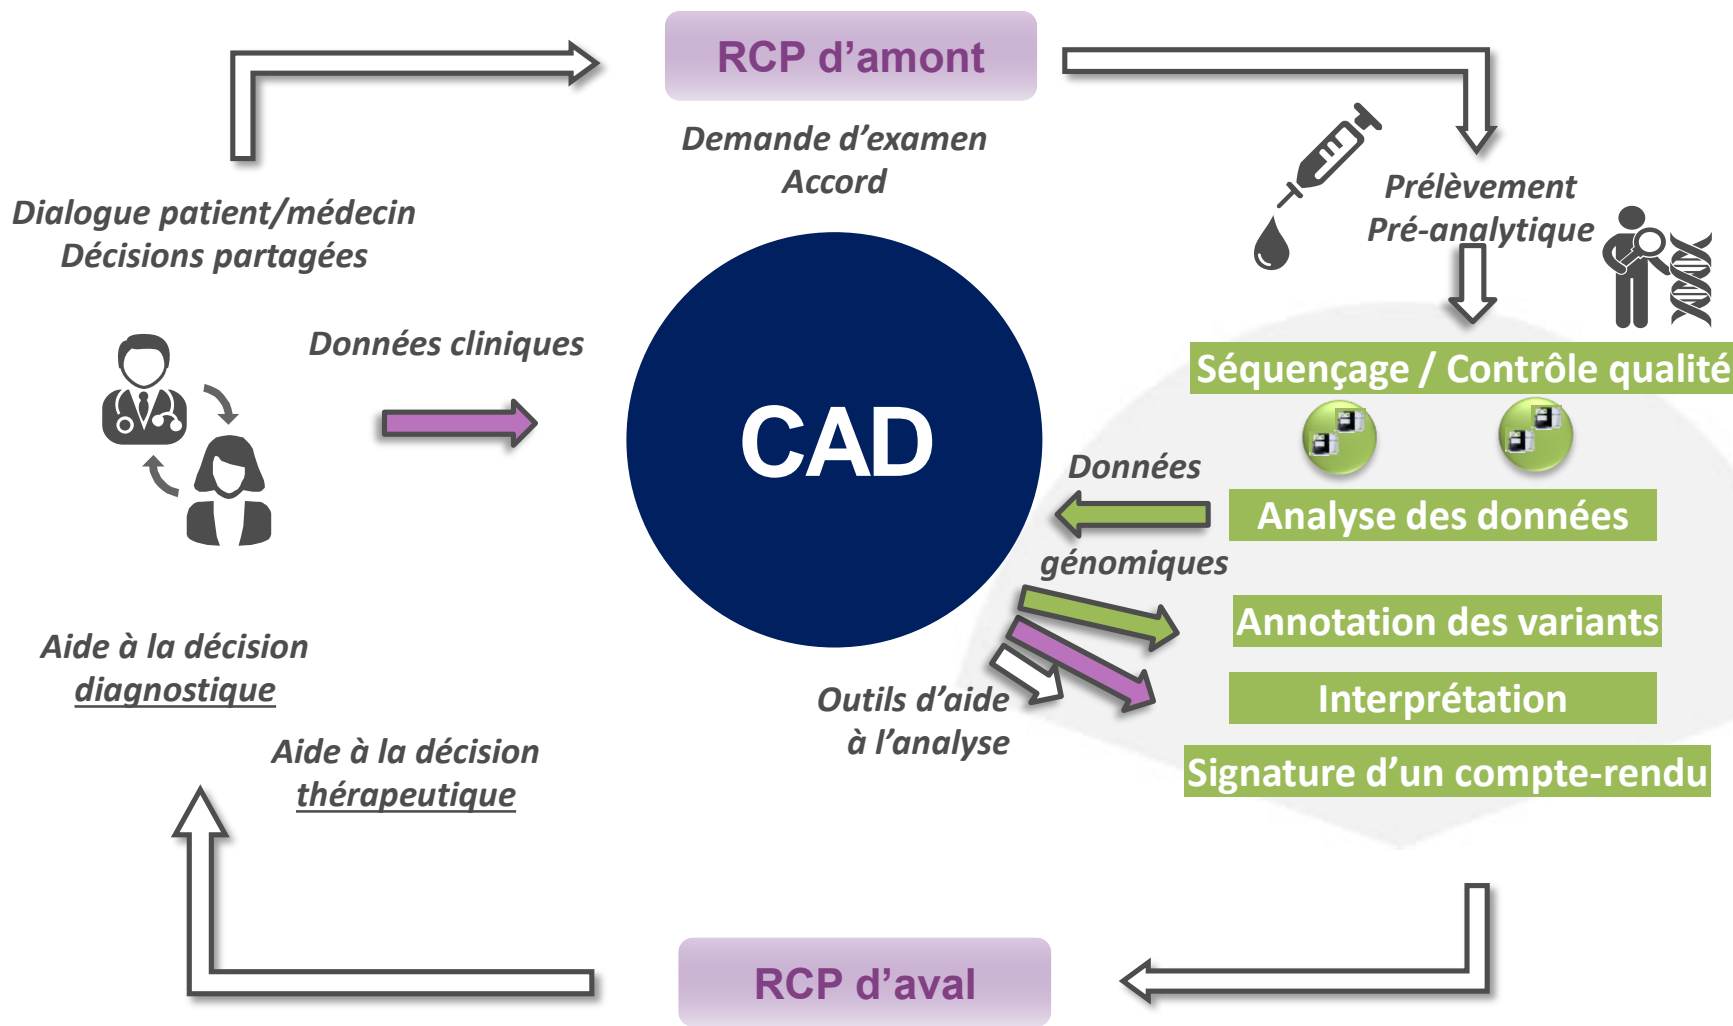 RCP d’amont
Demande d’examen
Accord
Dialogue patient/médecin
Décisions partagées
Prélèvement
Pré-analytique
Données cliniques
CAD
Séquençage / Contrôle qualité
Données
génomiques
Analyse des données
Annotation des variants
Interprétation
Signature d’un compte-rendu
Outils d’aide
à l’analyse
Aide à la décision
diagnostique
Aide à la décision
thérapeutique
RCP d’aval